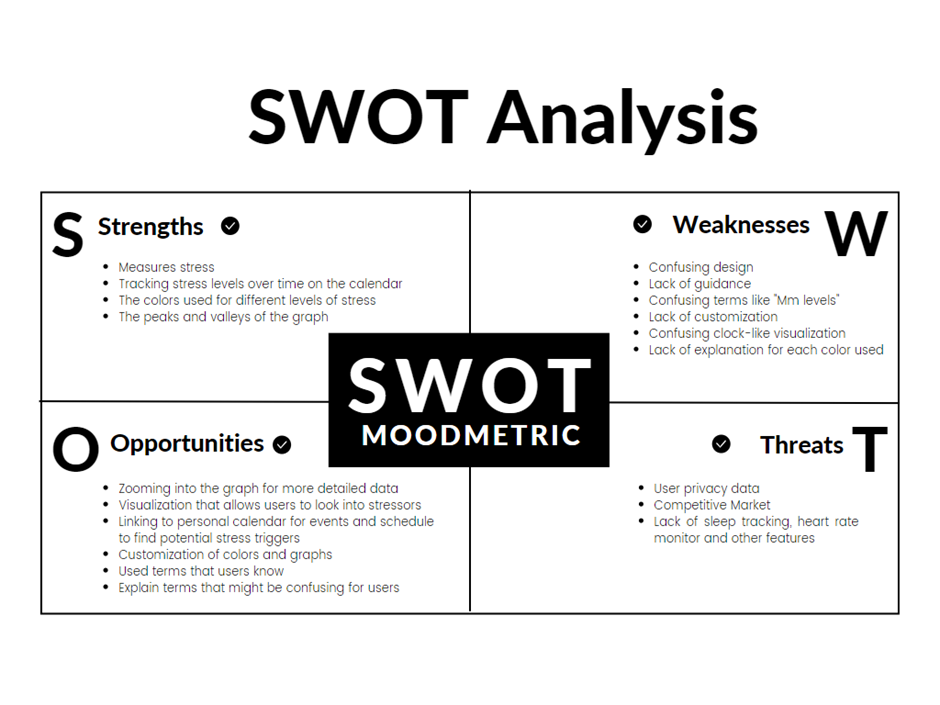 SWOT Analysis
S Strengths
Measures stress
Tracking stress levels over time on the calendar
The colors used for different levels of stress
The peaks and valleys of the graph
Weaknesses W
Confusing design
Lack of guidance
Confusing terms like "Mm levels"
Lack of customization
Confusing clock-like visualization
Lack of explanation for each color used
SWOT
MOODMETRIC
O Opportunities
Zooming into the graph for more detailed data
Visualization that allows users to look into stressors
Linking to personal calendar for events and schedule
to find potential stress triggers
Customization of colors and graphs
Used terms that users know
Explain terms that might be confusing for users
Threats T
User privacy data
Competitive Market
Lack of sleep tracking, heart rate
monitor and other features